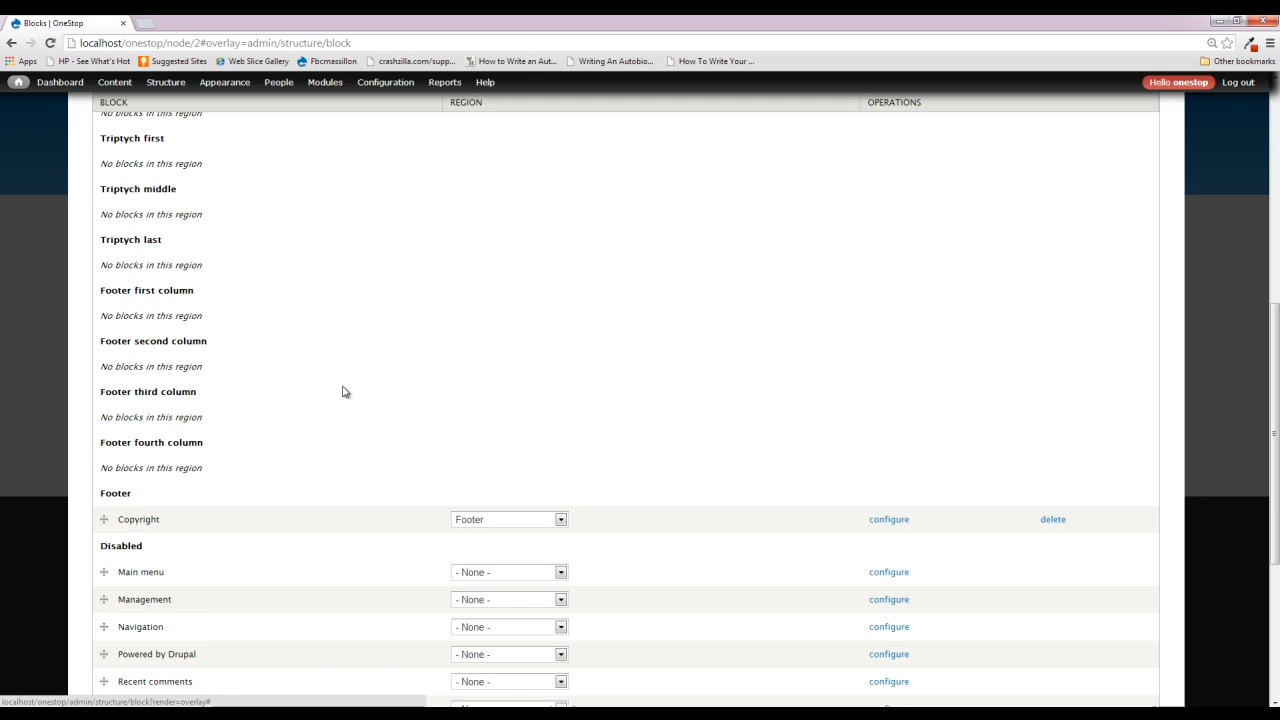 Blocks | OneStop
localhost/onestop/node/2#overlay=admin/structure/block
Apps HP - See What's Hot Suggested Sites Web Slice Gallery Fbcmassillon crashzilla.com/supp... How to Write an Aut... Writing An Autobio... How To Write Your ... Other bookmarks
Dashboard Content Structure Appearance People Modules Configuration Reports Help Hello onestop Log out
BLOCK REGION OPERATIONS
No blocks in this region
Triptych first
No blocks in this region
Triptych middle
No blocks in this region
Triptych last
No blocks in this region
Footer first column
No blocks in this region
Footer second column
No blocks in this region
Footer third column
No blocks in this region
Footer fourth column
No blocks in this region
Footer
Copyright Footer configure delete
Disabled
Main menu - None - configure
Management - None - configure
Navigation - None - configure
Powered by Drupal - None - configure
Recent comments - None - configure
localhost/onestop/admin/structure/block?render=overlay#